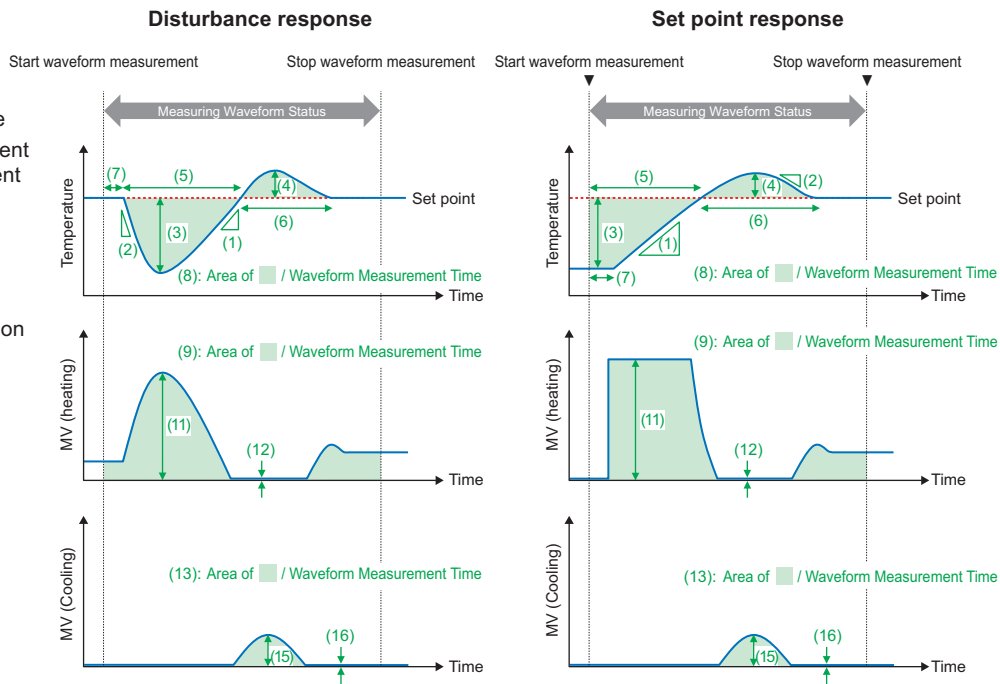 Disturbance response
Set point response
Start waveform measurement
Stop waveform measurement
Start waveform measurement
Stop waveform measurement
Measuring Waveform Status
Measuring Waveform Status
e
ent
ent
on
Temperature
(7)
(5)
(4)
Set point
(3)
(2)
(1)
(6)
(8): Area of / Waveform Measurement Time
Time
Temperature
(5)
(4)
(2)
Set point
(3)
(1)
(6)
(7)
(8): Area of / Waveform Measurement Time
Time
MV (heating)
(9): Area of / Waveform Measurement Time
(11)
(12)
Time
MV (heating)
(9): Area of / Waveform Measurement Time
(11)
(12)
Time
MV (Cooling)
(13): Area of / Waveform Measurement Time
(15)
(16)
Time
MV (Cooling)
(13): Area of / Waveform Measurement Time
(15)
(16)
Time